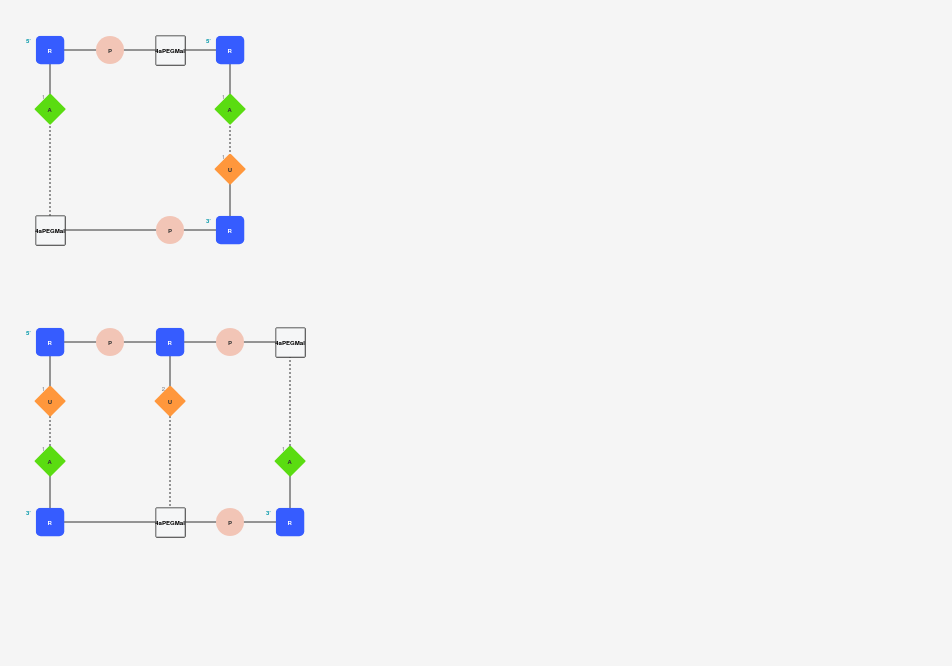 5' R P 4aPEGMal 5' R
1 A 1 A
1 U
4aPEGMal P 3' R
5' R P R P 4aPEGMal
1 U 2 U
1 A 1 A
3' R 4aPEGMal P 3' R